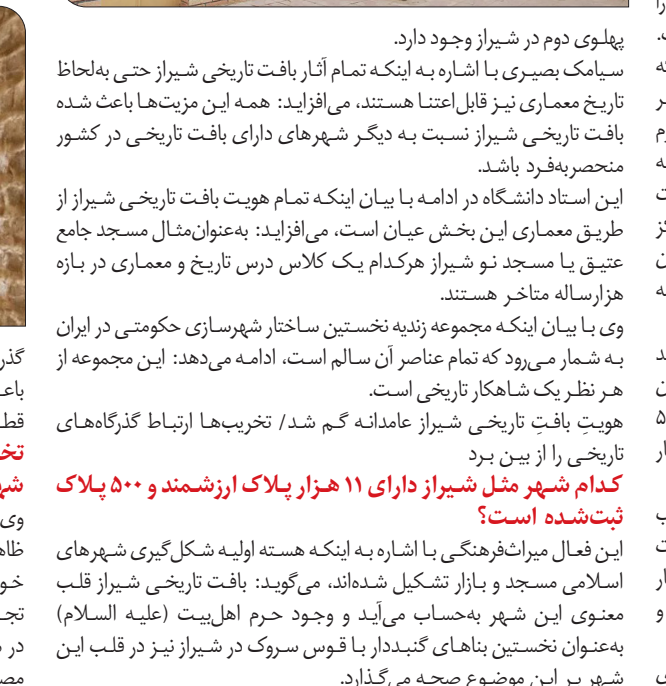 پهلوی دوم در شیراز وجود دارد.
سیامک بصیری با اشاره به اینکه تمام آثار بافت تاریخی شیراز حتی به‌لحاظ
تاریخ معماری نیز قابل‌اعتنا هستند، می‌افزاید: همه این مزیت‌ها باعث شده
بافت تاریخی شیراز نسبت به دیگر شهرهای دارای بافت تاریخی در کشور
منحصربه‌فرد باشد.
این استاد دانشگاه در ادامه با بیان اینکه تمام هویت بافت تاریخی شیراز از
طریق معماری این بخش عیان است، می‌افزاید: به‌عنوان‌مثال مسجد جامع
عتیق یا مسجد نو شیراز هرکدام یک کلاس درس تاریخ و معماری در بازه
هزارساله متاخر هستند.
وی با بیان اینکه مجموعه زندیه نخستین ساختار شهرسازی حکومتی در ایران
به شمار می‌رود که تمام عناصر آن سالم است، ادامه می‌دهد: این مجموعه از
هر نظر یک شاهکار تاریخی است.
هویتِ بافتِ تاریخی شیراز عامدانه گم شد/ تخریب‌ها ارتباط گذرگاه‌های
تاریخی را از بین برد
کدام شهر مثل شیراز دارای ۱۱ هزار پلاک ارزشمند و ۵۰۰ پلاک
ثبت‌شده است؟
این فعال میراث‌فرهنگی با اشاره به اینکه هسته اولیه شکل‌گیری شهرهای
اسلامی مسجد و بازار تشکیل شده‌اند، می‌گوید: بافت تاریخی شیراز قلب
معنوی این شهر به‌حساب می‌آید و وجود حرم اهل‌بیت (علیه السلام)
به‌عنوان نخستین بناهای گنبددار با قوس سروک در شیراز نیز در قلب این
شهر بر این موضوع صحه می‌گذارد.